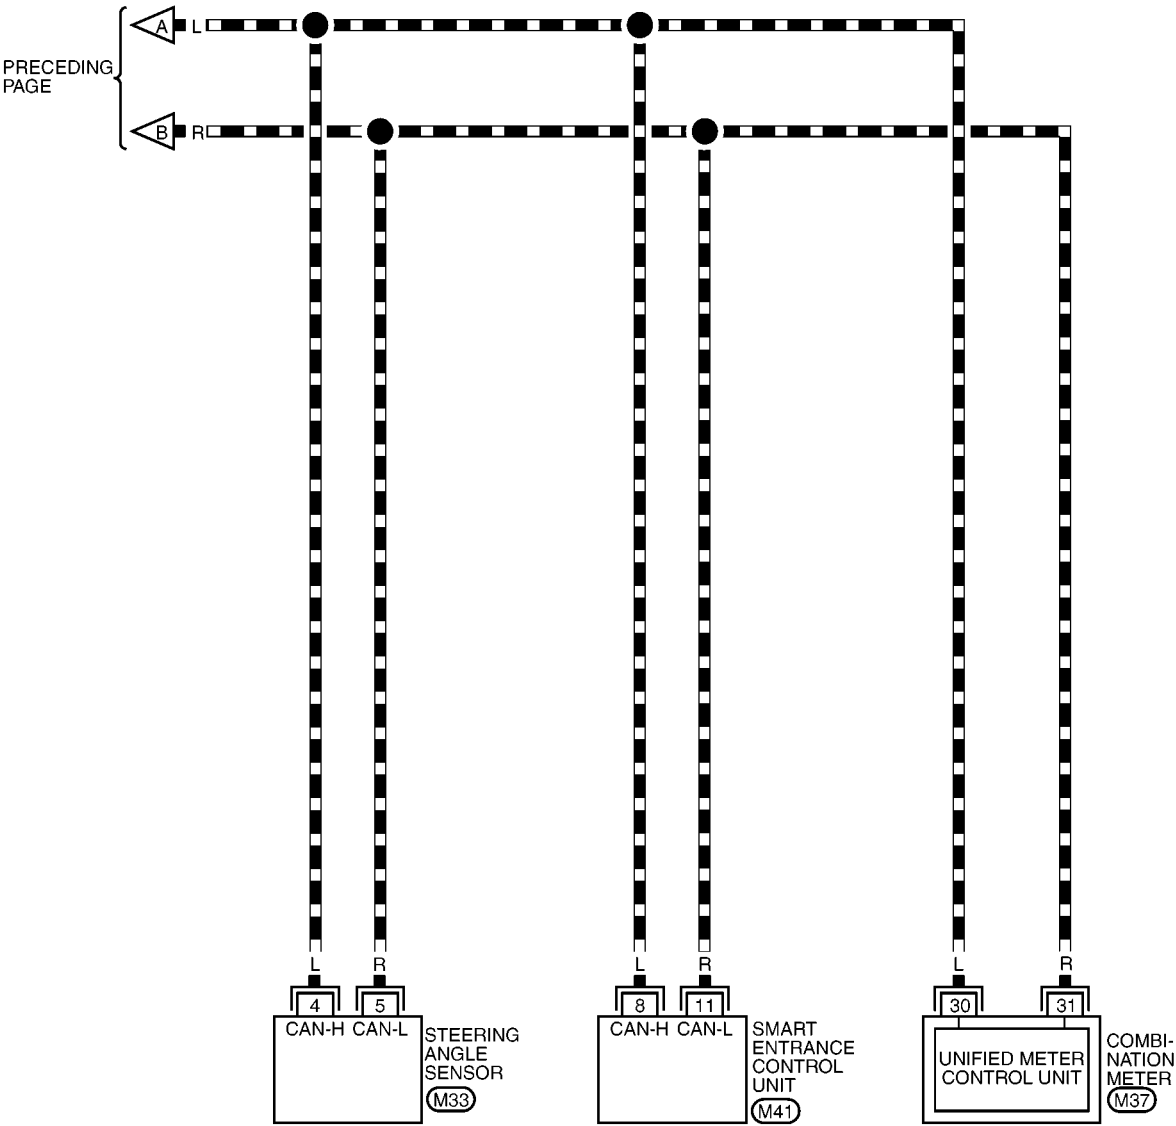 A L
PRECEDING
PAGE
B R
L R L R L R
4 5 8 11 30 31
CAN-H CAN-L
STEERING
ANGLE
SENSOR
M33
CAN-H CAN-L
SMART
ENTRANCE
CONTROL
UNIT
M41
UNIFIED METER
CONTROL UNIT
COMBI-
NATION
METER
M37